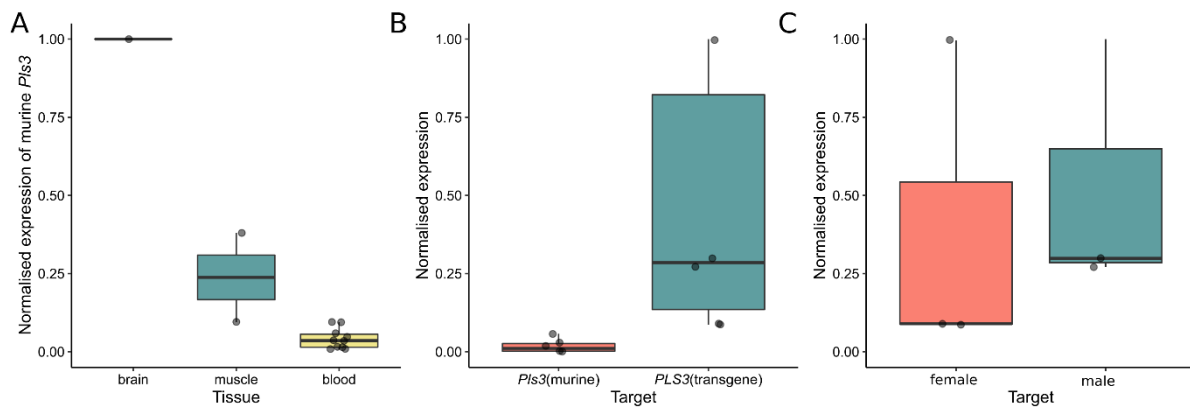 A
Normalised expression of murine Pls3
1.00
0.75
0.50
0.25
0.00
brain
muscle
blood
Tissue
B
Normalised expression
1.00
0.75
0.50
0.25
0.00
Pls3(murine)
PLS3(transgene)
Target
C
Normalised expression
1.00
0.75
0.50
0.25
0.00
female
male
Target